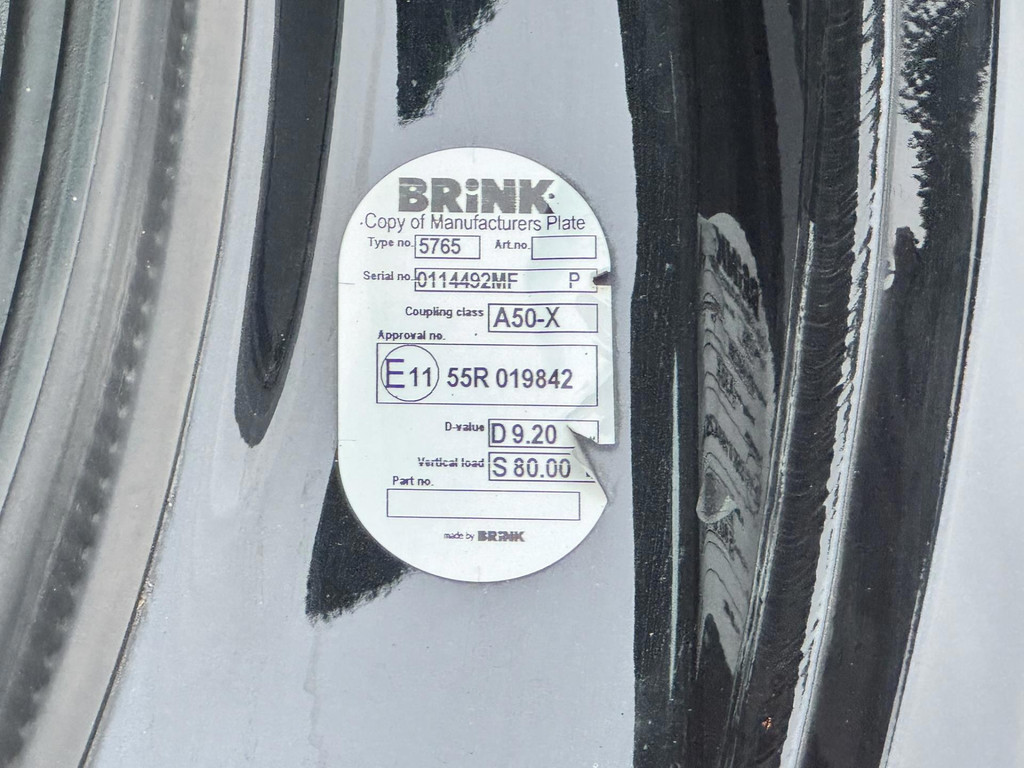 BRiNK
Copy of Manufacturers Plate
Type no. 5765 Art.no.
Serial no. 0114492MF P
Coupling class A50-X
Approval no.
E 11 55R 019842
D-value D 9.20
Vertical load S 80.00
Part no.
made by BRiNK